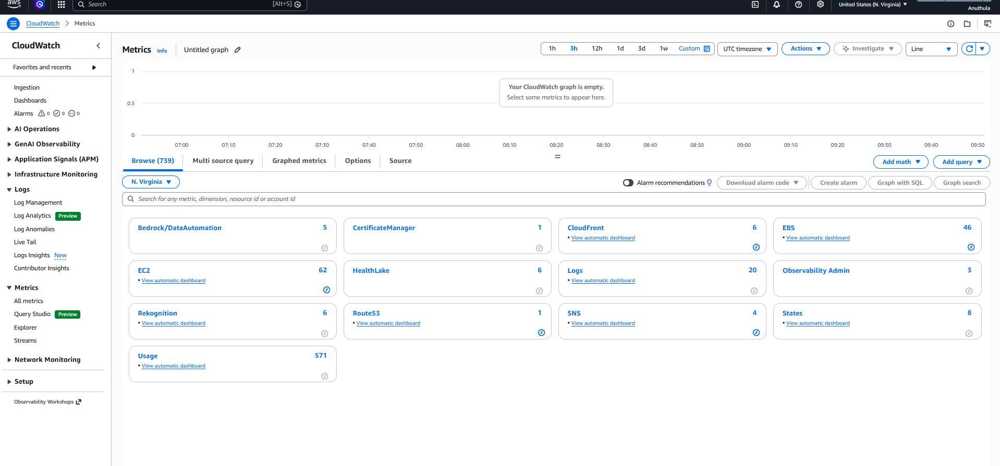 aws
Search [Alt+S]
United States (N. Virginia)
Anuthula
CloudWatch > Metrics
CloudWatch
Favorites and recents
Ingestion
Dashboards
Alarms 0 0 0
AI Operations
GenAI Observability
Application Signals (APM)
Infrastructure Monitoring
Logs
Log Management
Log Analytics Preview
Log Anomalies
Live Tail
Logs Insights New
Contributor Insights
Metrics
All metrics
Query Studio Preview
Explorer
Streams
Network Monitoring
Setup
Observability Workshops
Metrics Info Untitled graph
1h 3h 12h 1d 3d 1w Custom UTC timezone Actions Investigate Line
1
0.5
0
Your CloudWatch graph is empty.
Select some metrics to appear here.
07:00 07:10 07:20 07:30 07:40 07:50 08:00 08:10 08:20 08:30 08:40 08:50 09:00 09:10 09:20 09:30 09:40 09:50
Browse (739) Multi source query Graphed metrics Options Source Add math Add query
N. Virginia Alarm recommendations Download alarm code Create alarm Graph with SQL Graph search
Search for any metric, dimension, resource id or account id
Bedrock/DataAutomation 5
CertificateManager 1
CloudFront 6
• View automatic dashboard
EBS 46
• View automatic dashboard
EC2 62
• View automatic dashboard
HealthLake 6
Logs 20
• View automatic dashboard
Observability Admin 3
Rekognition 6
• View automatic dashboard
Route53 1
• View automatic dashboard
SNS 4
• View automatic dashboard
States 8
• View automatic dashboard
Usage 571
• View automatic dashboard